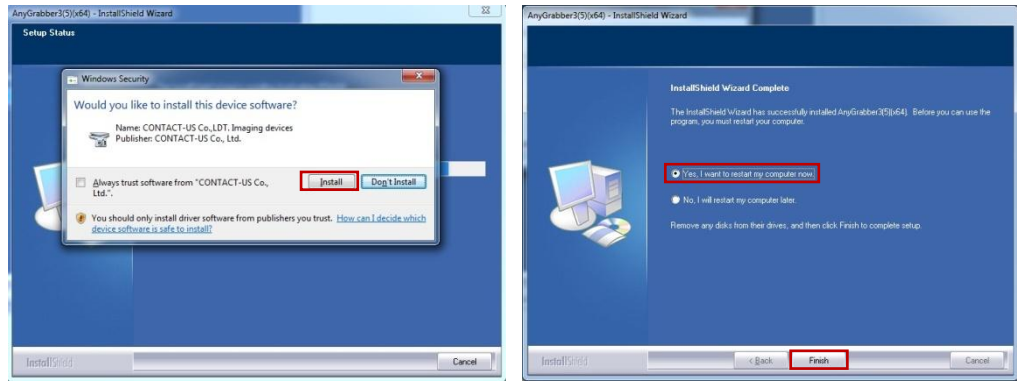 AnyGrabber3(5)(x64) - InstallShield Wizard
Setup Status
Windows Security
Would you like to install this device software?
Name: CONTACT-US Co.,LDT. Imaging devices
Publisher: CONTACT-US Co., Ltd.
Always trust software from "CONTACT-US Co.,
Ltd.".
Install
Don't Install
You should only install driver software from publishers you trust. How can I decide which
device software is safe to install?
InstallShield
Cancel
AnyGrabber3(5)(x64) - InstallShield Wizard
InstallShield Wizard Complete
The InstallShield Wizard has successfully installed AnyGrabber3(5)(x64). Before you can use the
program, you must restart your computer.
Yes, I want to restart my computer now.
No, I will restart my computer later.
Remove any disks from their drives, and then click Finish to complete setup.
InstallShield
< Back
Finish
Cancel